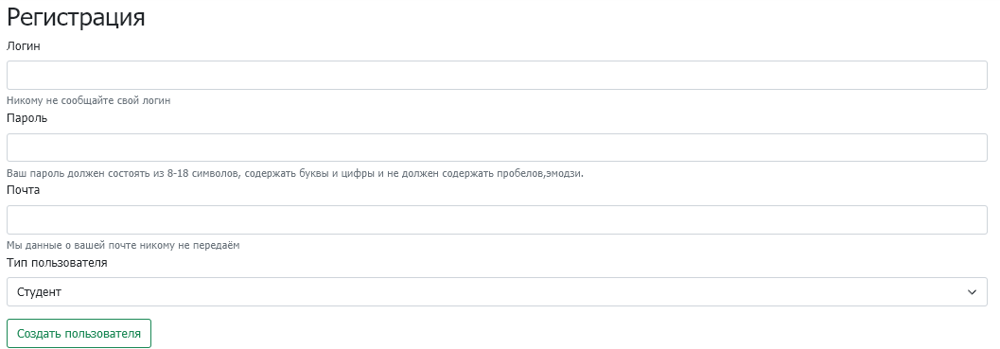 Регистрация
Логин
Никому не сообщайте свой логин
Пароль
Ваш пароль должен состоять из 8-18 символов, содержать буквы и цифры и не должен содержать пробелов,эмодзи.
Почта
Мы данные о вашей почте никому не передаём
Тип пользователя
Студент
Создать пользователя